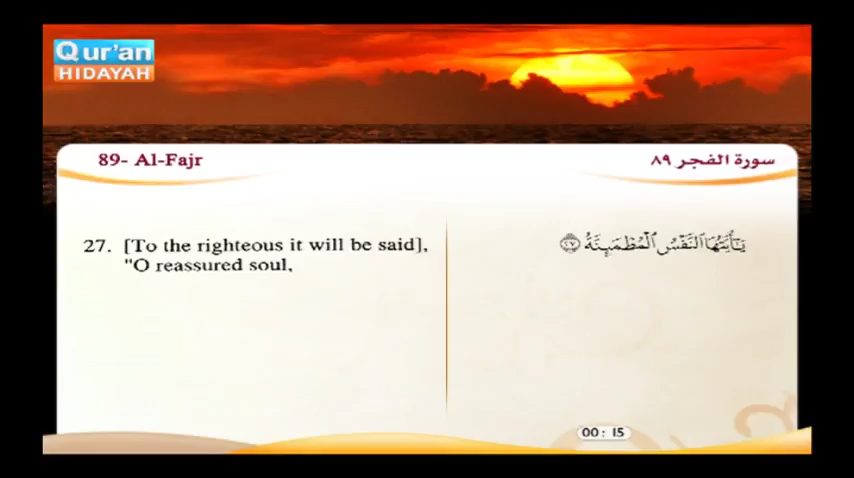 Qur'an
HIDAYAH
89- Al-Fajr
سورة الفجر ٨٩
27. [To the righteous it will be said],
"O reassured soul,
يَـٰٓأَيَّتُهَا ٱلنَّفْسُ ٱلْمُطْمَئِنَّةُ ٢٧
00 : 15